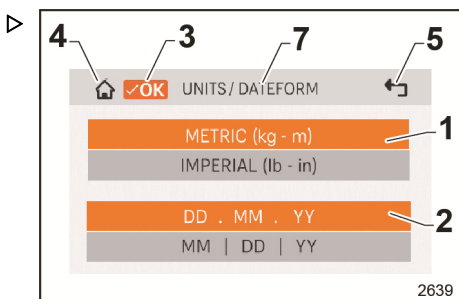 4 3 7 5
✓OK UNITS / DATEFORM
METRIC (kg - m) 1
IMPERIAL (lb - in)
DD . MM . YY 2
MM | DD | YY
2639